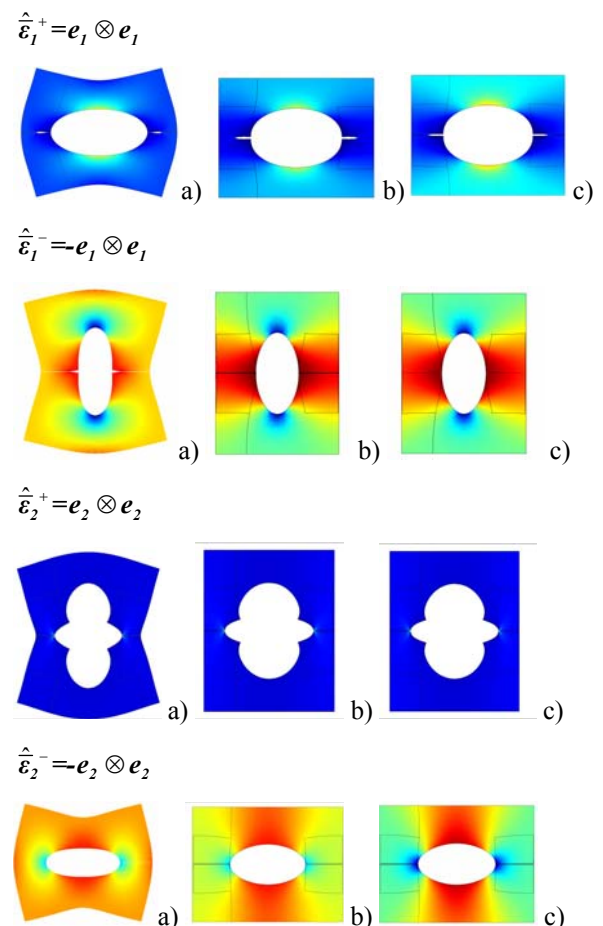 ε̄̂₁⁺=e₁ ⊗ e₁
a) b) c)
ε̄̂₁⁻=-e₁ ⊗ e₁
a) b) c)
ε̄̂₂⁺=e₂ ⊗ e₂
a) b) c)
ε̄̂₂⁻=-e₂ ⊗ e₂
a) b) c)